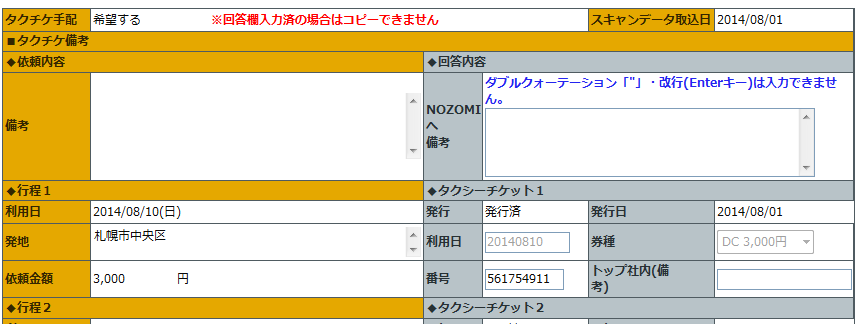 タクチケ手配 希望する ※回答欄入力済の場合はコピーできません スキャンデータ取込日 2014/08/01
■タクチケ備考
◆依頼内容 ◆回答内容
備考 NOZOMI
へ
備考 ダブルクォーテーション「"」・改行(Enterキー)は入力できませ
ん。
◆行程１ ◆タクシーチケット１
利用日 2014/08/10(日) 発行 発行済 発行日 2014/08/01
発地 札幌市中央区 利用日 20140810 券種 DC 3,000円
依頼金額 3,000 円 番号 561754911 トップ社内(備
考)
◆行程２ ◆タクシーチケット２